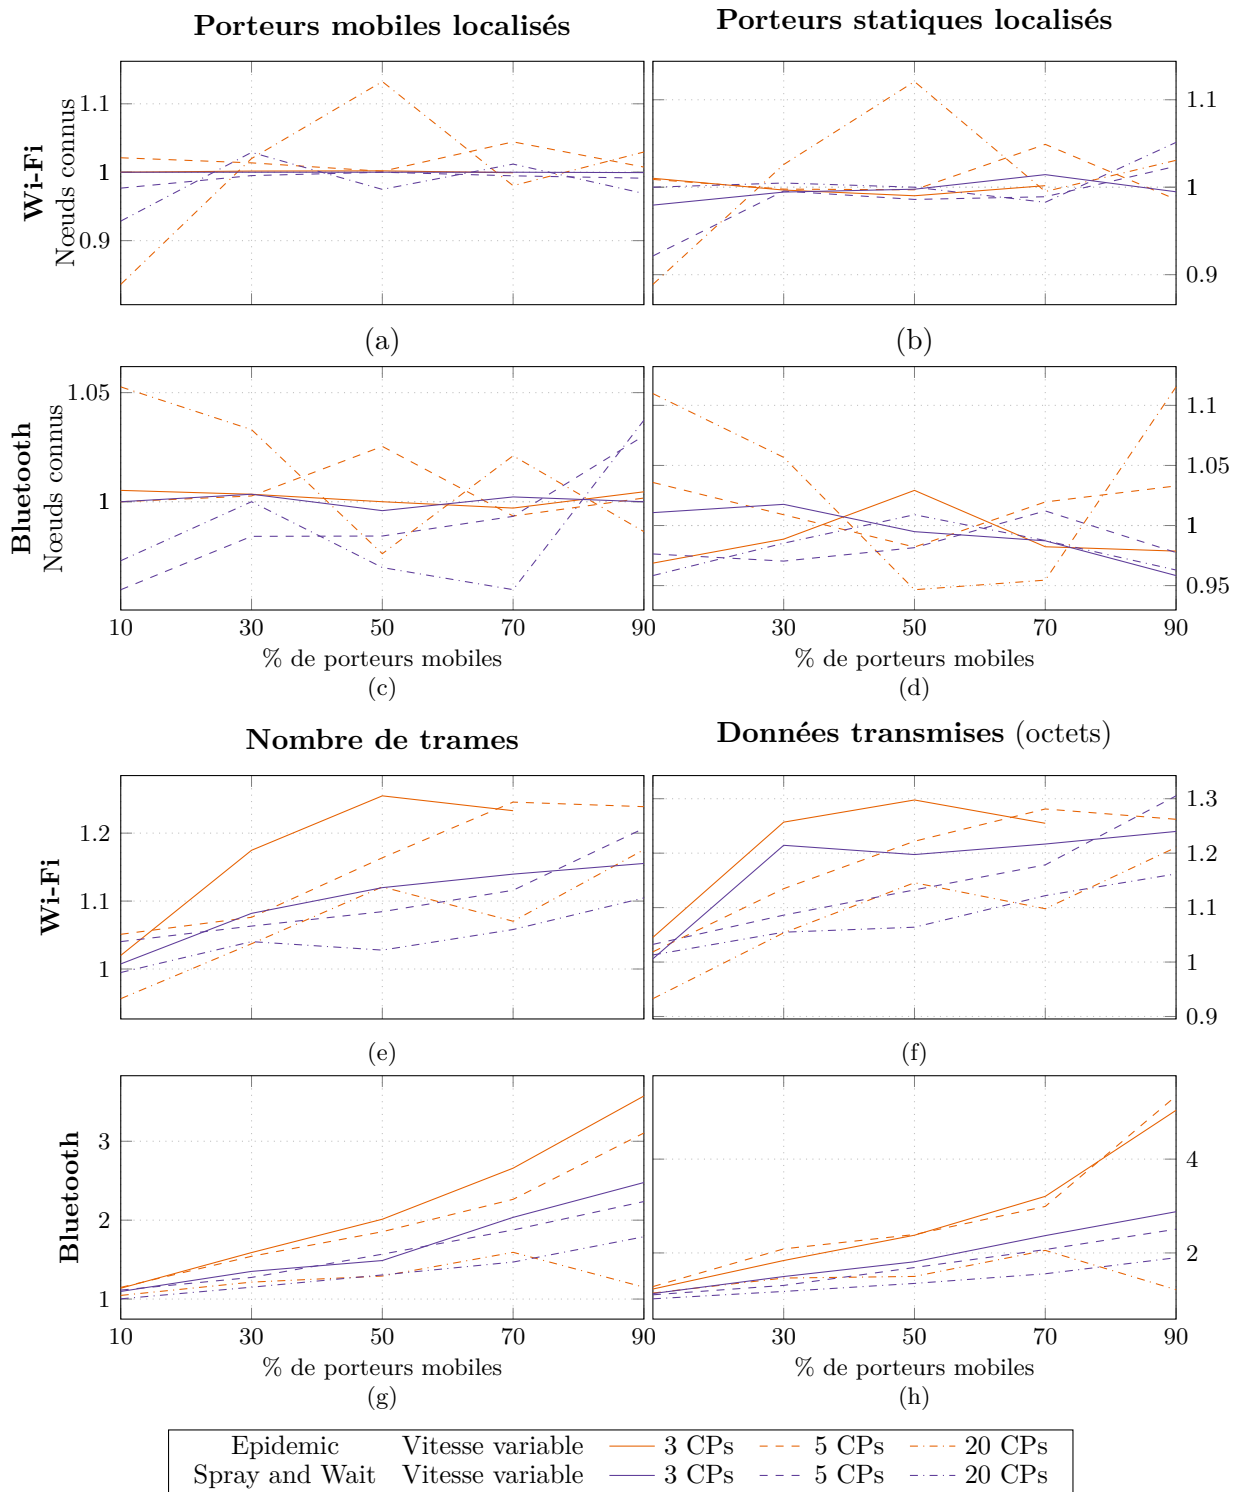 Porteurs mobiles localisés
Porteurs statiques localisés
Wi-Fi
Nœuds connus
1.1
1
0.9
1.1
1
0.9
(a)
(b)
Bluetooth
Nœuds connus
1.05
1
1.1
1.05
1
0.95
10 30 50 70 90
30 50 70 90
% de porteurs mobiles
% de porteurs mobiles
(c)
(d)
Nombre de trames
Données transmises (octets)
Wi-Fi
1.2
1.1
1
1.3
1.2
1.1
1
0.9
(e)
(f)
Bluetooth
3
2
1
4
2
10 30 50 70 90
30 50 70 90
% de porteurs mobiles
% de porteurs mobiles
(g)
(h)
Epidemic Vitesse variable 3 CPs 5 CPs 20 CPs
Spray and Wait Vitesse variable 3 CPs 5 CPs 20 CPs